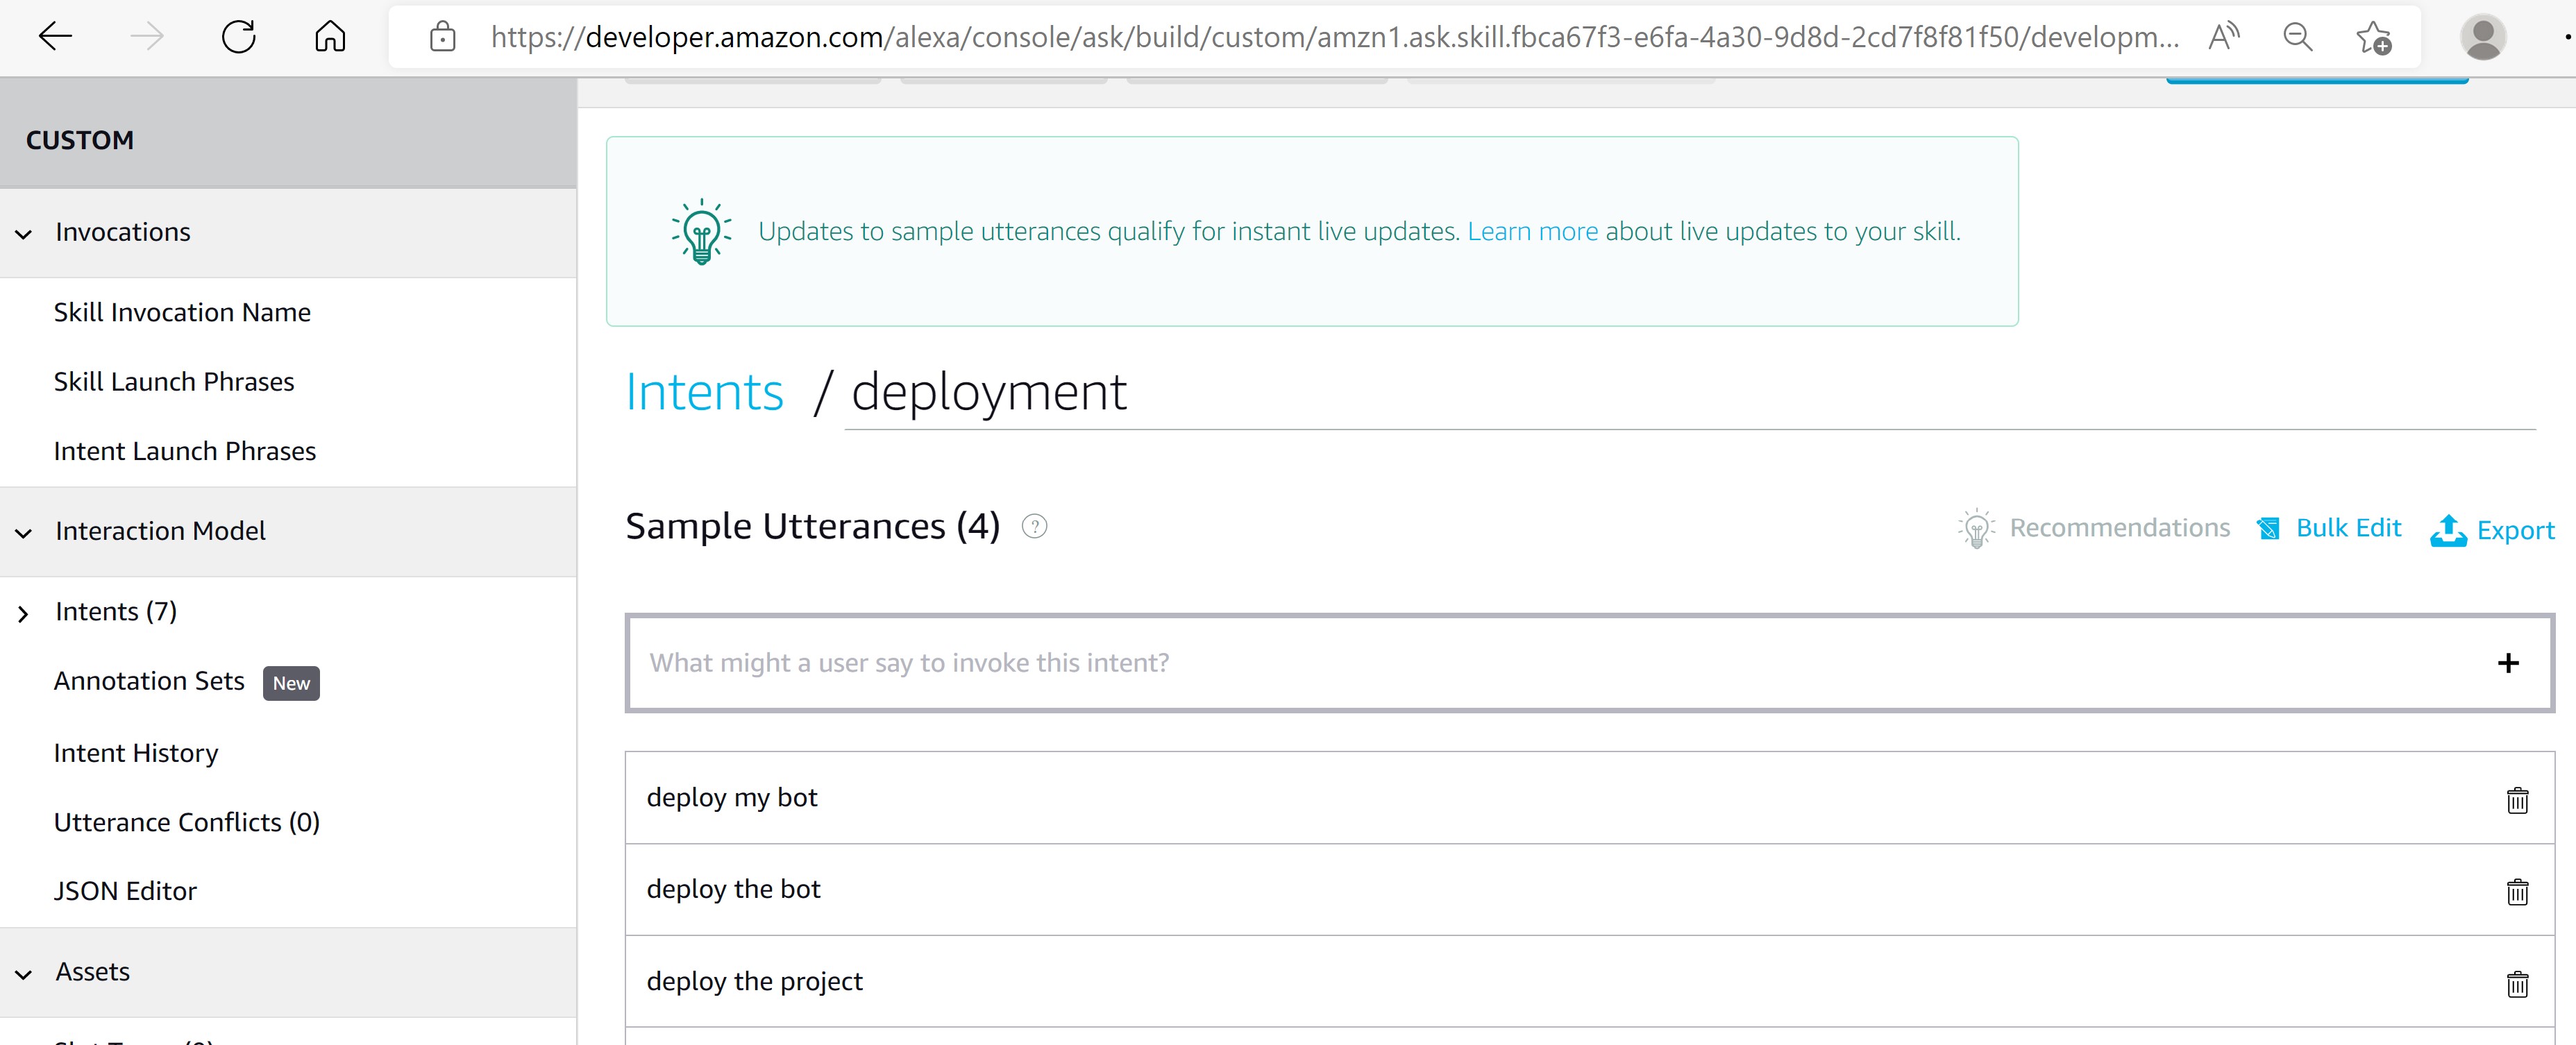 https://developer.amazon.com/alexa/console/ask/build/custom/amzn1.ask.skill.fbca67f3-e6fa-4a30-9d8d-2cd7f8f81f50/developm...
CUSTOM
Invocations
Skill Invocation Name
Skill Launch Phrases
Intent Launch Phrases
Interaction Model
Intents (7)
Annotation Sets New
Intent History
Utterance Conflicts (0)
JSON Editor
Assets
Updates to sample utterances qualify for instant live updates. Learn more about live updates to your skill.
Intents / deployment
Sample Utterances (4) ?
Recommendations Bulk Edit Export
What might a user say to invoke this intent? +
deploy my bot
deploy the bot
deploy the project